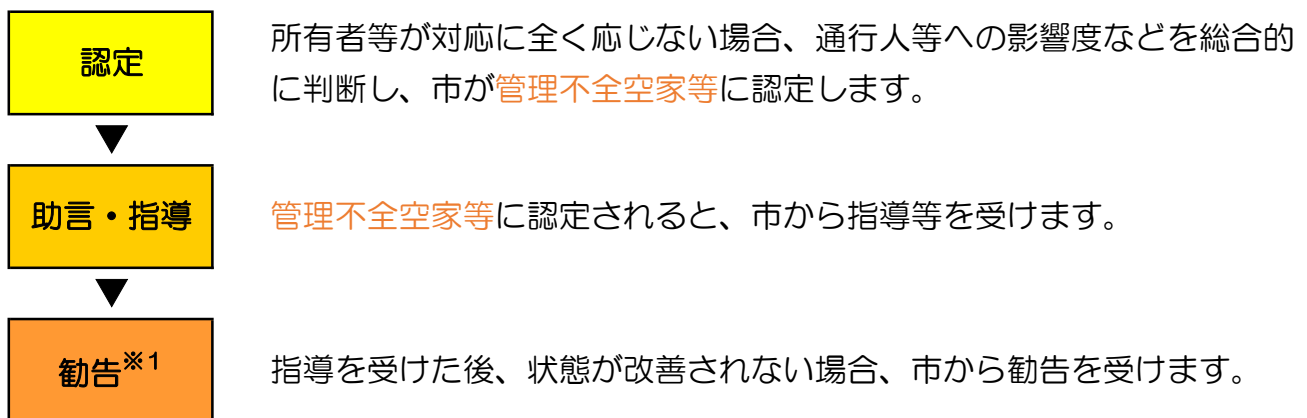 認定
所有者等が対応に全く応じない場合、通行人等への影響度などを総合的
に判断し、市が管理不全空家等に認定します。
▼
助言・指導
管理不全空家等に認定されると、市から指導等を受けます。
▼
勧告※1
指導を受けた後、状態が改善されない場合、市から勧告を受けます。